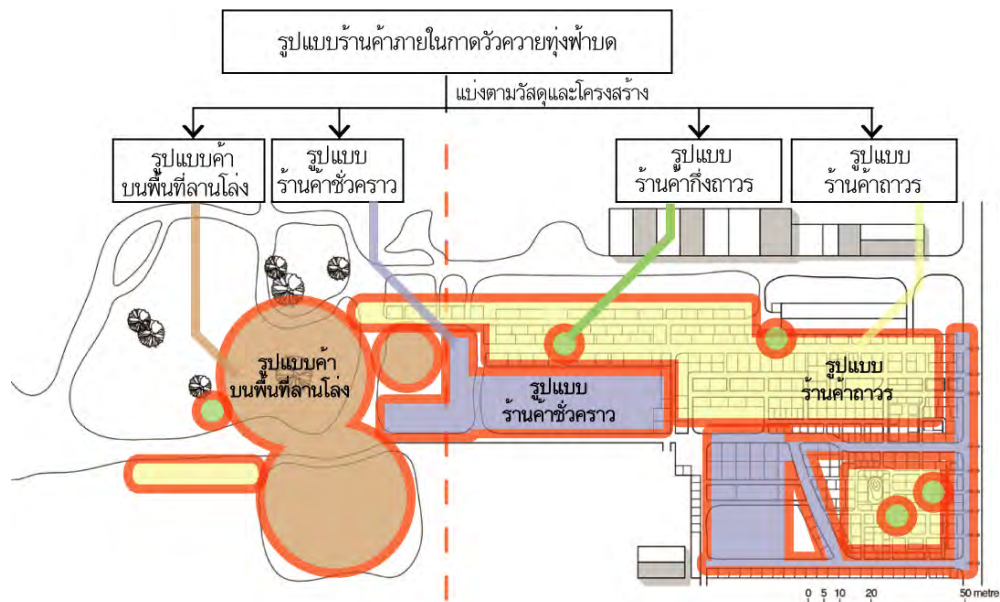 รูปแบบร้านค้าภายในกาดวัวควายทุ่งฟ้าบด
แบ่งตามวัสดุและโครงสร้าง
รูปแบบค้า
บนพื้นที่ลานโล่ง
รูปแบบ
ร้านค้าชั่วคราว
รูปแบบ
ร้านค้ากึ่งถาวร
รูปแบบ
ร้านค้าถาวร
รูปแบบค้า
บนพื้นที่ลานโล่ง
รูปแบบ
ร้านค้าชั่วคราว
รูปแบบ
ร้านค้าถาวร
0 5 10 20 50 metre